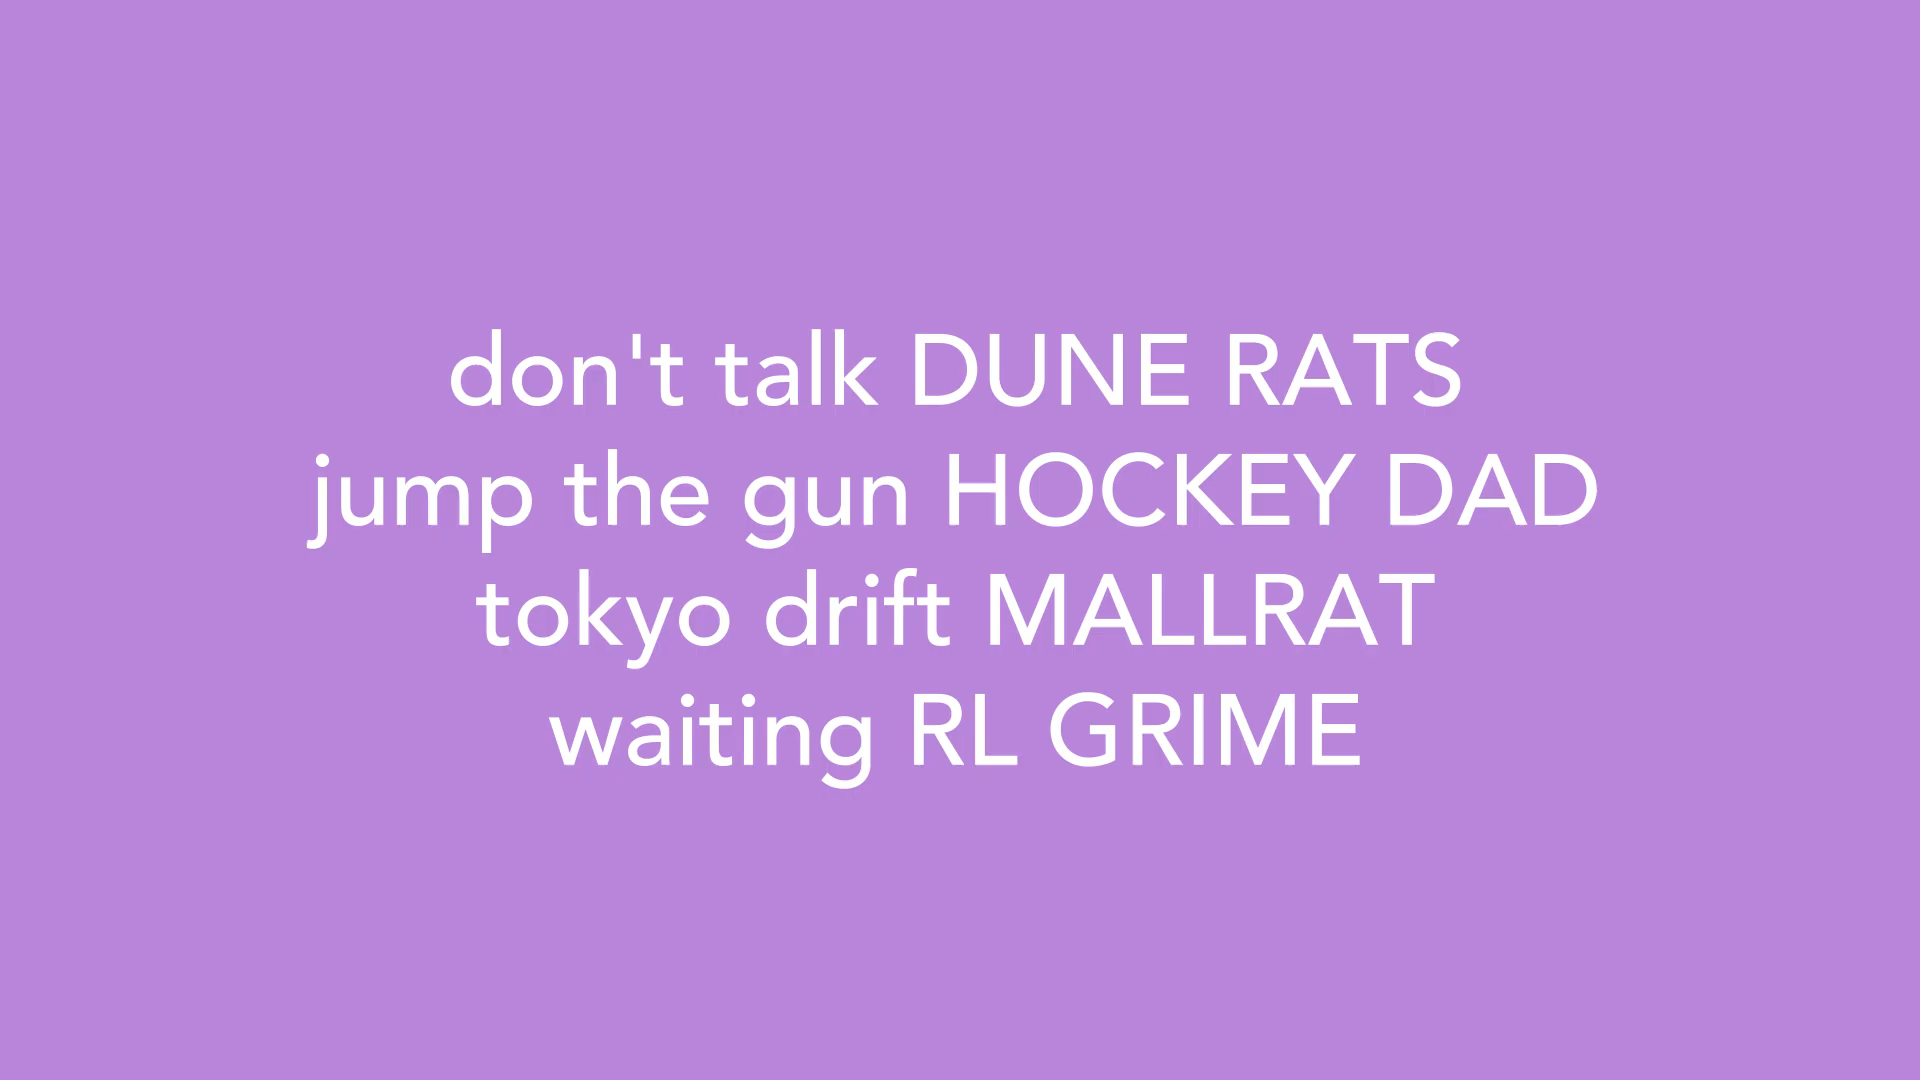 don't talk DUNE RATS
jump the gun HOCKEY DAD
tokyo drift MALLRAT
waiting RL GRIME